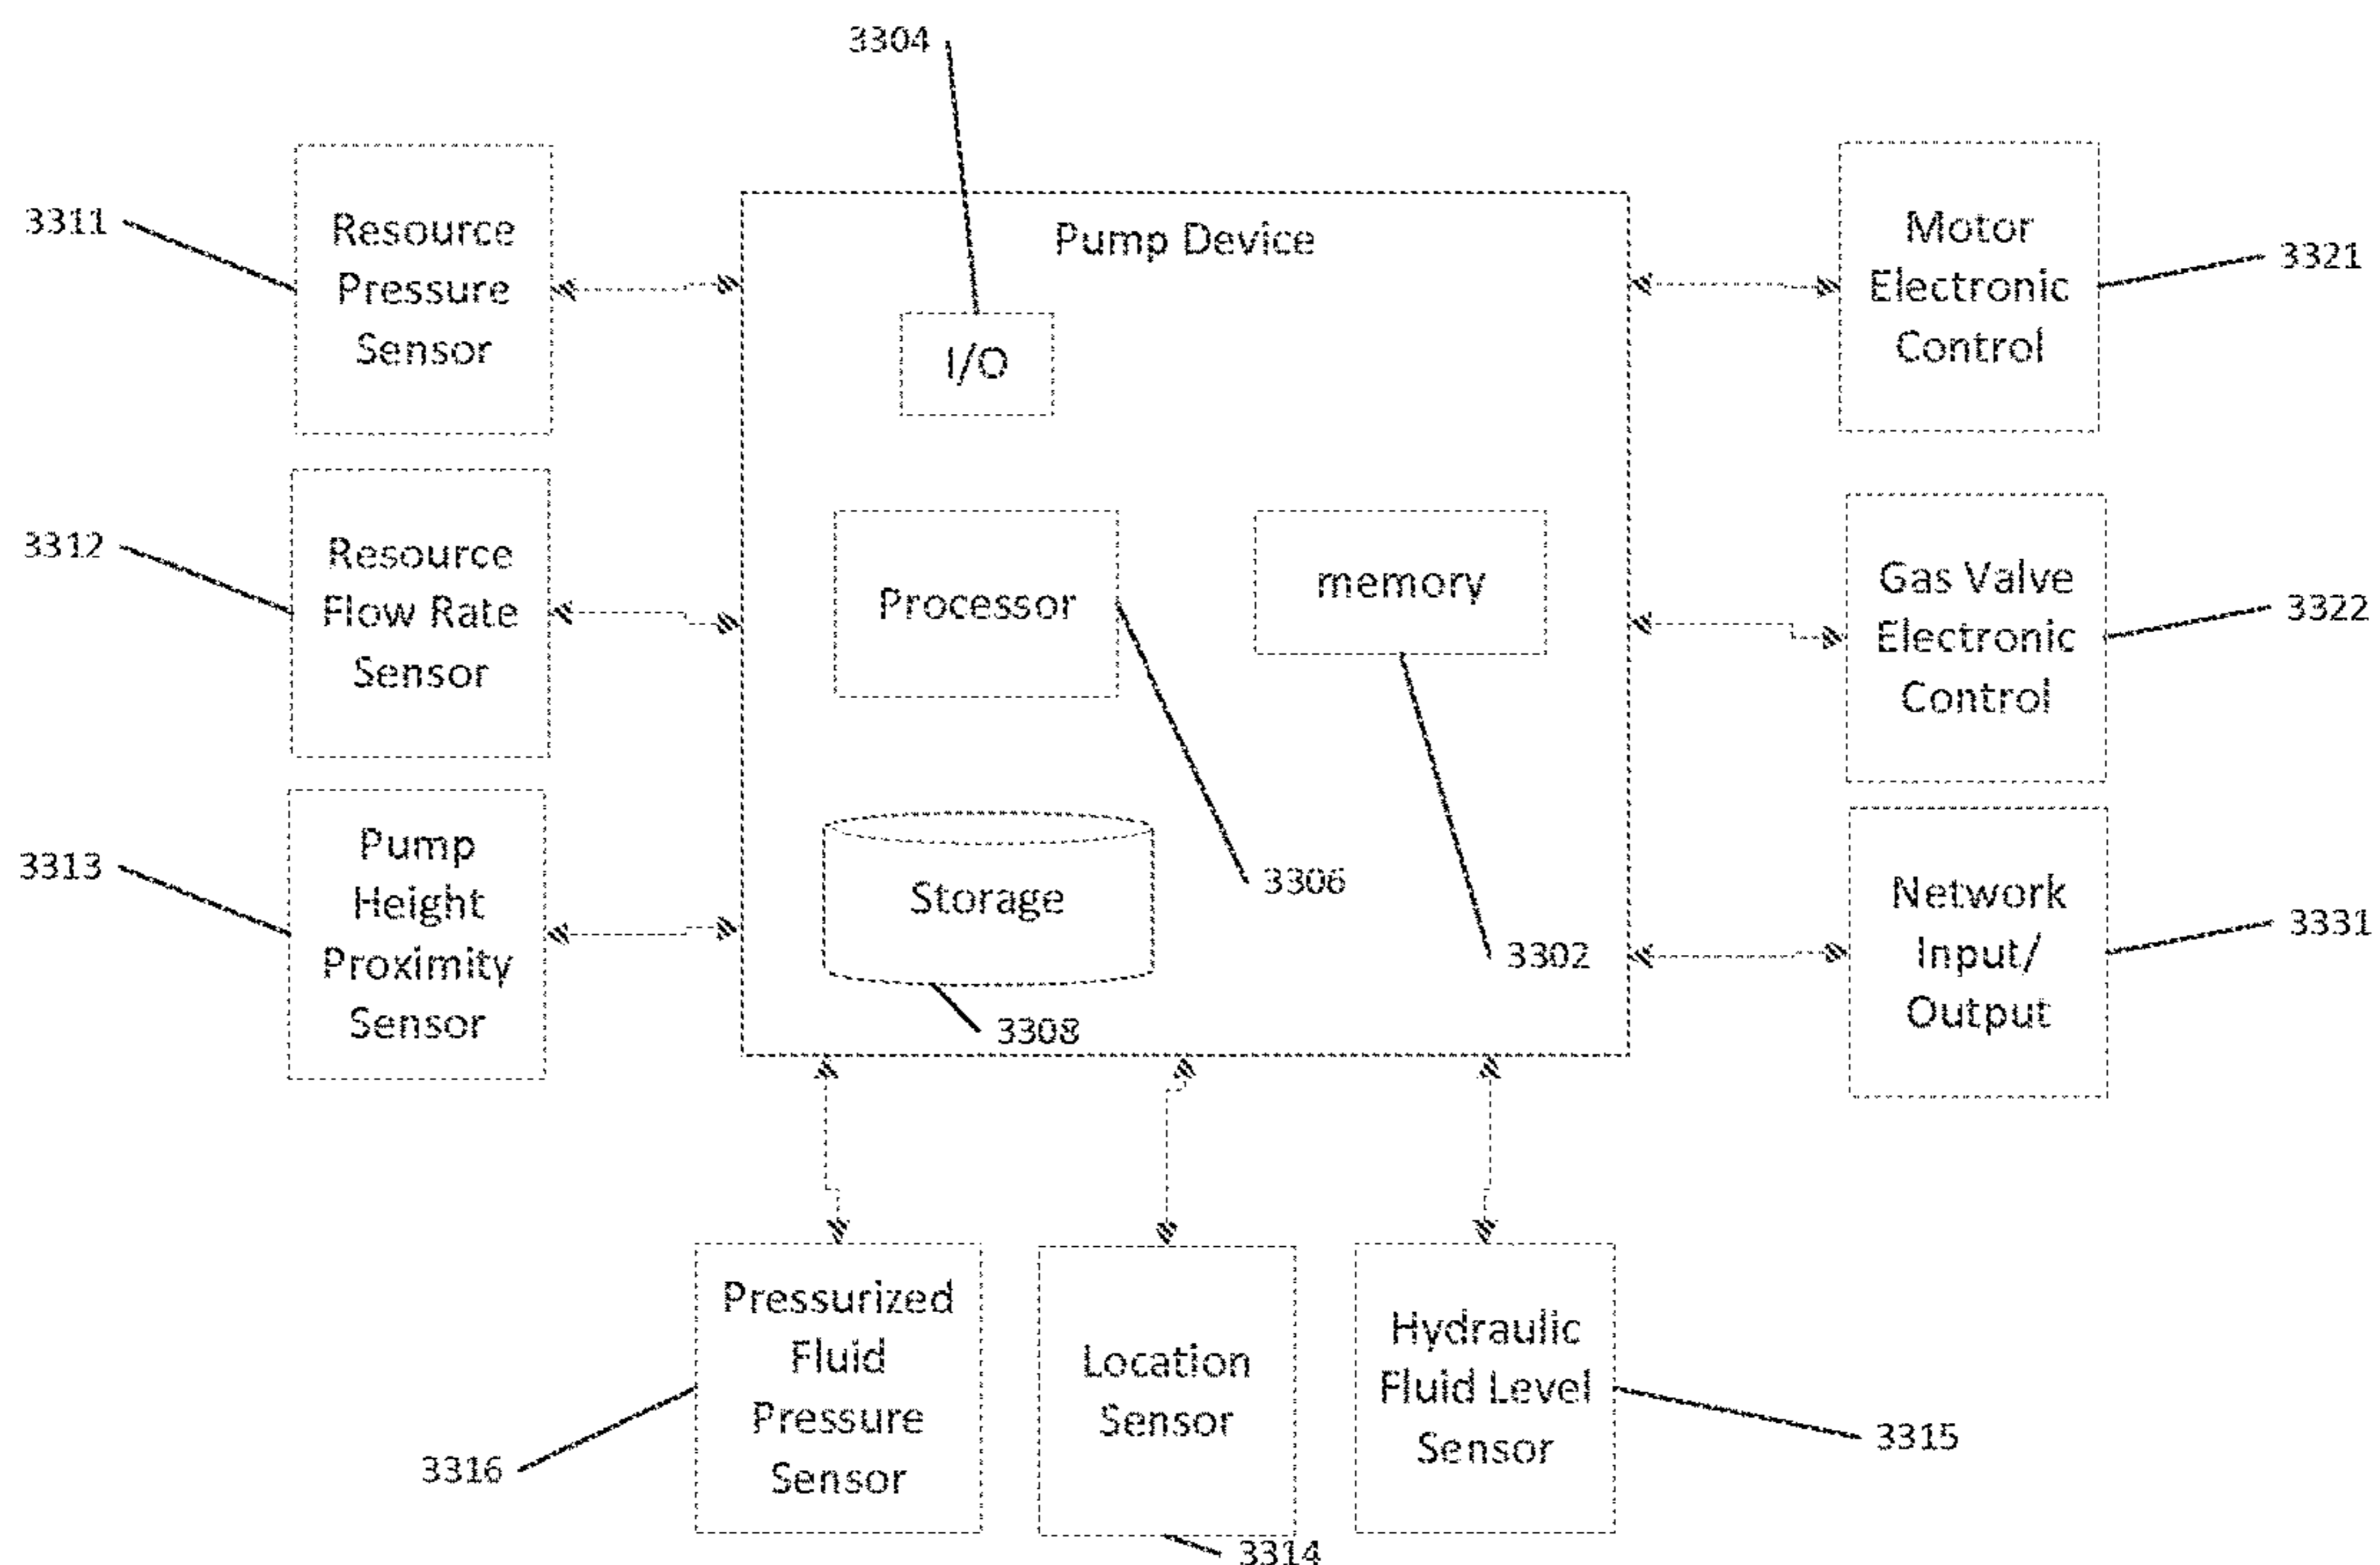 3304
3311
Resource
Pressure
Sensor
Pump Device
I/O
Motor
Electronic
Control
3321
3312
Resource
Flow Rate
Sensor
Processor
memory
Gas Valve
Electronic
Control
3322
3313
Pump
Height
Proximity
Sensor
Storage
3306
3302
3308
Network
Input/
Output
3331
Pressurized
Fluid
Pressure
Sensor
3316
Location
Sensor
3314
Hydraulic
Fluid Level
Sensor
3315